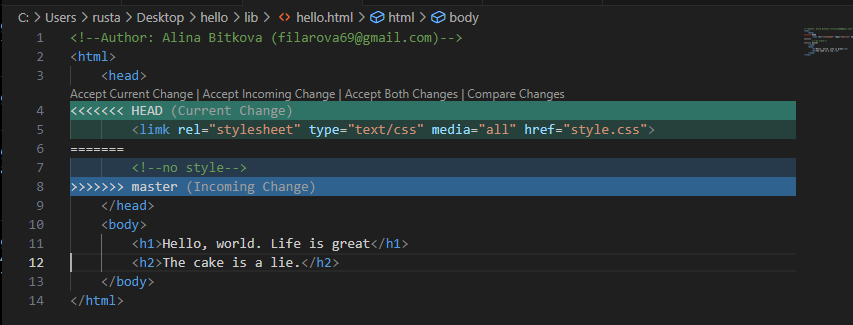 C: > Users > rusta > Desktop > hello > lib > <> hello.html > html > body
1 <!--Author: Alina Bitkova (filarova69@gmail.com)-->
2 <html>
3 <head>
Accept Current Change | Accept Incoming Change | Accept Both Changes | Compare Changes
4 <<<<<<< HEAD (Current Change)
5 <limk rel="stylesheet" type="text/css" media="all" href="style.css">
6 =======
7 <!--no style-->
8 >>>>>>> master (Incoming Change)
9 </head>
10 <body>
11 <h1>Hello, world. Life is great</h1>
12 <h2>The cake is a lie.</h2>
13 </body>
14 </html>